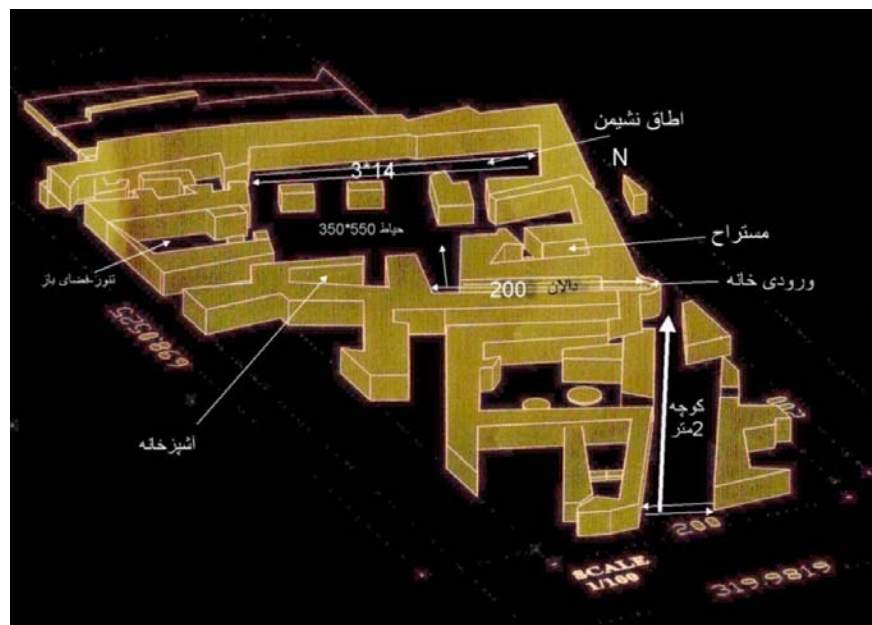 اطاق نشیمن
N
3*14
حیاط 550*350
مستراح
ورودی خانه
دالان
200
تنور-فضای باز
آشپزخانه
کوچه
2متر
200
SCALE
1/100
319.9819